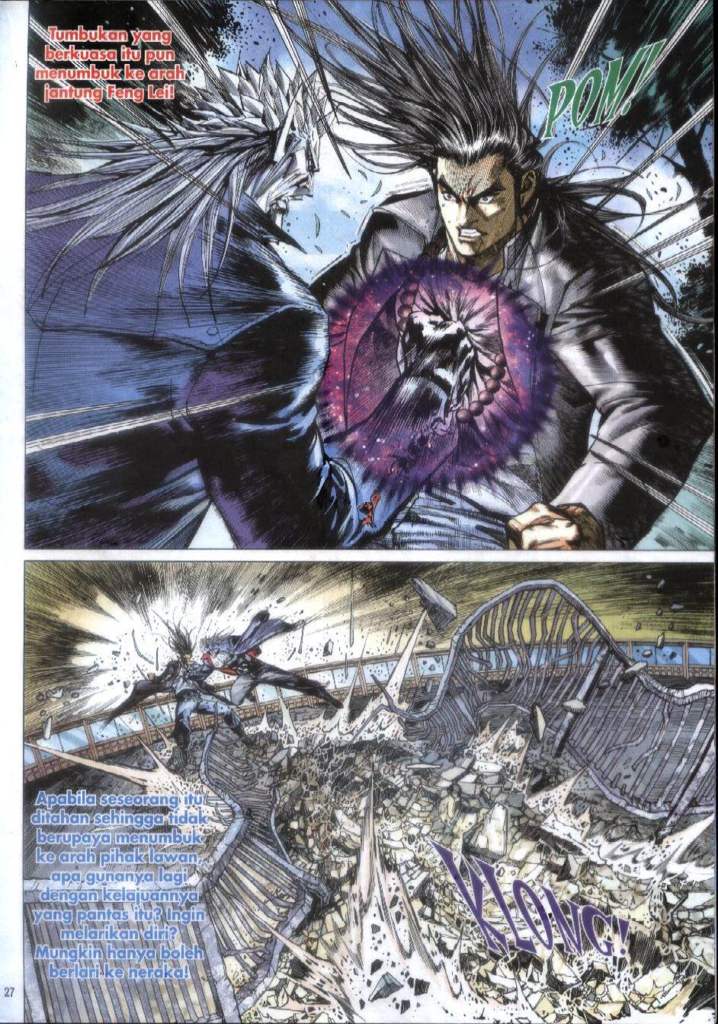 Tumbukan yang
berkuasa itu pun
menumbuk ke arah
jantung Feng Lei!
POM!
Apabila seseorang itu
ditahan sehingga tidak
berupaya menumbuk
ke arah pihak lawan,
apa gunanya lagi
dengan kelajuannya
yang pantas itu? Ingin
melarikan diri?
Mungkin hanya boleh
berlari ke neraka!
KLONG!
27